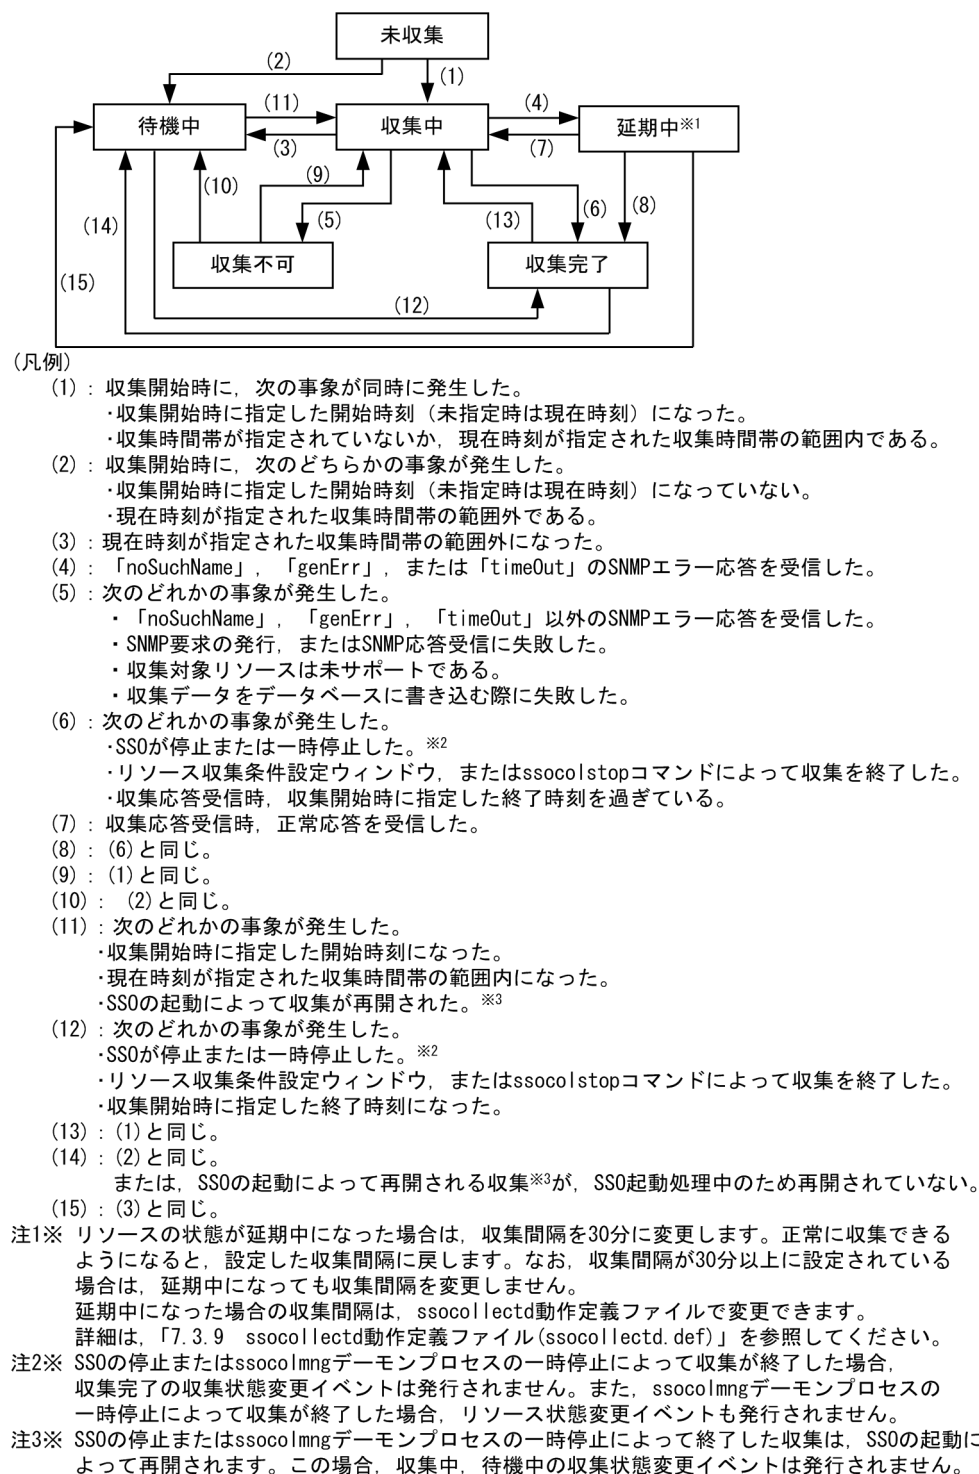 未収集
(2)
(1)
待機中
(11)
(3)
収集中
(4)
(7)
延期中※1
(10)
(9)
(5)
(13)
(6)
(8)
(14)
収集不可
収集完了
(15)
(12)
(凡例)
(1)：収集開始時に，次の事象が同時に発生した。
･収集開始時に指定した開始時刻（未指定時は現在時刻）になった。
･収集時間帯が指定されていないか，現在時刻が指定された収集時間帯の範囲内である。
(2)：収集開始時に，次のどちらかの事象が発生した。
･収集開始時に指定した開始時刻（未指定時は現在時刻）になっていない。
･現在時刻が指定された収集時間帯の範囲外である。
(3)：現在時刻が指定された収集時間帯の範囲外になった。
(4)：「noSuchName」，「genErr」，または「timeOut」のSNMPエラー応答を受信した。
(5)：次のどれかの事象が発生した。
・「noSuchName」，「genErr」，「timeOut」以外のSNMPエラー応答を受信した。
・SNMP要求の発行，またはSNMP応答受信に失敗した。
・収集対象リソースは未サポートである。
・収集データをデータベースに書き込む際に失敗した。
(6)：次のどれかの事象が発生した。
･SSOが停止または一時停止した。※2
･リソース収集条件設定ウィンドウ，またはssocolstopコマンドによって収集を終了した。
･収集応答受信時，収集開始時に指定した終了時刻を過ぎている。
(7)：収集応答受信時，正常応答を受信した。
(8)：(6)と同じ。
(9)：(1)と同じ。
(10)： (2)と同じ。
(11)：次のどれかの事象が発生した。
･収集開始時に指定した開始時刻になった。
･現在時刻が指定された収集時間帯の範囲内になった。
･SSOの起動によって収集が再開された。※3
(12)：次のどれかの事象が発生した。
･SSOが停止または一時停止した。※2
･リソース収集条件設定ウィンドウ，またはssocolstopコマンドによって収集を終了した。
･収集開始時に指定した終了時刻になった。
(13)：(1)と同じ。
(14)：(2)と同じ。
または，SSOの起動によって再開される収集※3が，SSO起動処理中のため再開されていない。
(15)：(3)と同じ。
注1※ リソースの状態が延期中になった場合は，収集間隔を30分に変更します。正常に収集できる
ようになると，設定した収集間隔に戻します。なお，収集間隔が30分以上に設定されている
場合は，延期中になっても収集間隔を変更しません。
延期中になった場合の収集間隔は，ssocollectd動作定義ファイルで変更できます。
詳細は，「7.3.9 ssocollectd動作定義ファイル(ssocollectd.def)」を参照してください。
注2※ SSOの停止またはssocolmngデーモンプロセスの一時停止によって収集が終了した場合，
収集完了の収集状態変更イベントは発行されません。また，ssocolmngデーモンプロセスの
一時停止によって収集が終了した場合，リソース状態変更イベントも発行されません。
注3※ SSOの停止またはssocolmngデーモンプロセスの一時停止によって終了した収集は，SSOの起動に
よって再開されます。この場合，収集中，待機中の収集状態変更イベントは発行されません。